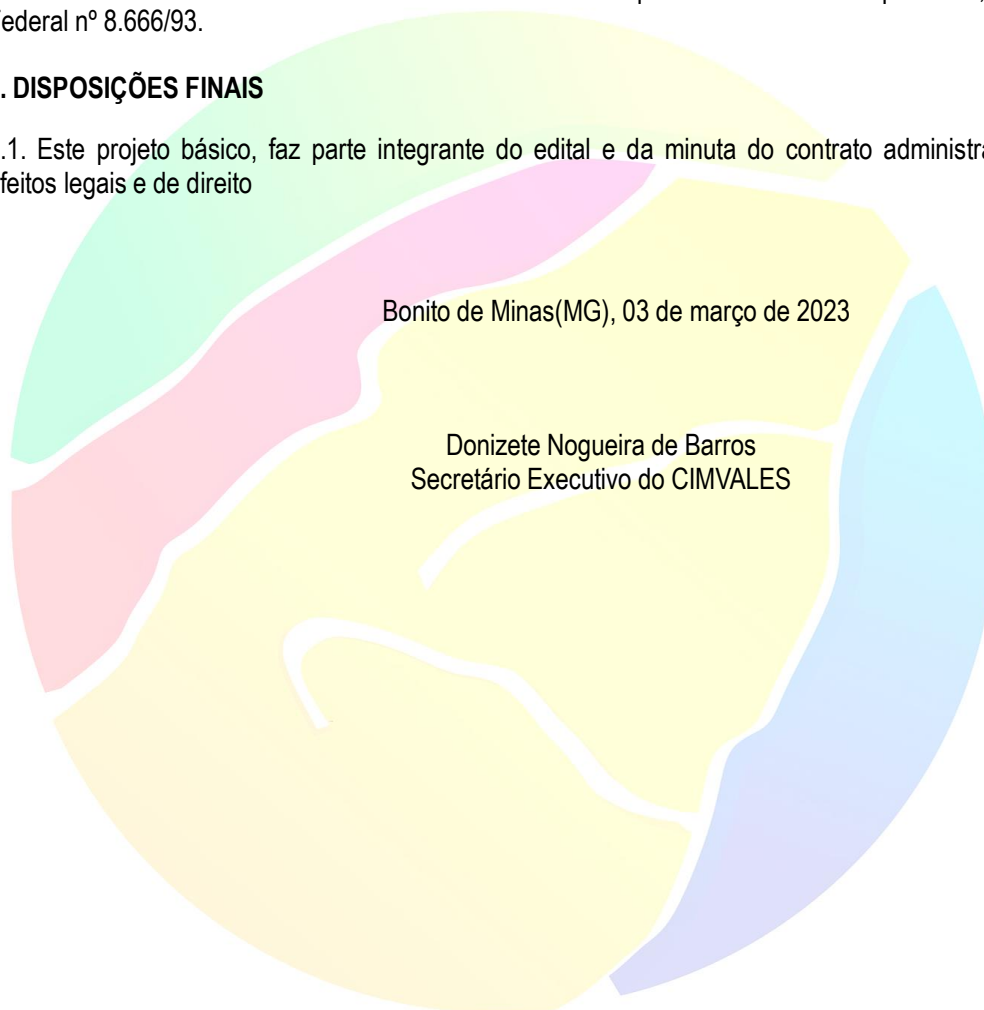 ederal nº 8.666/93.
. DISPOSIÇÕES FINAIS
.1. Este projeto básico, faz parte integrante do edital e da minuta do contrato administra
feitos legais e de direito
Bonito de Minas(MG), 03 de março de 2023
Donizete Nogueira de Barros
Secretário Executivo do CIMVALES